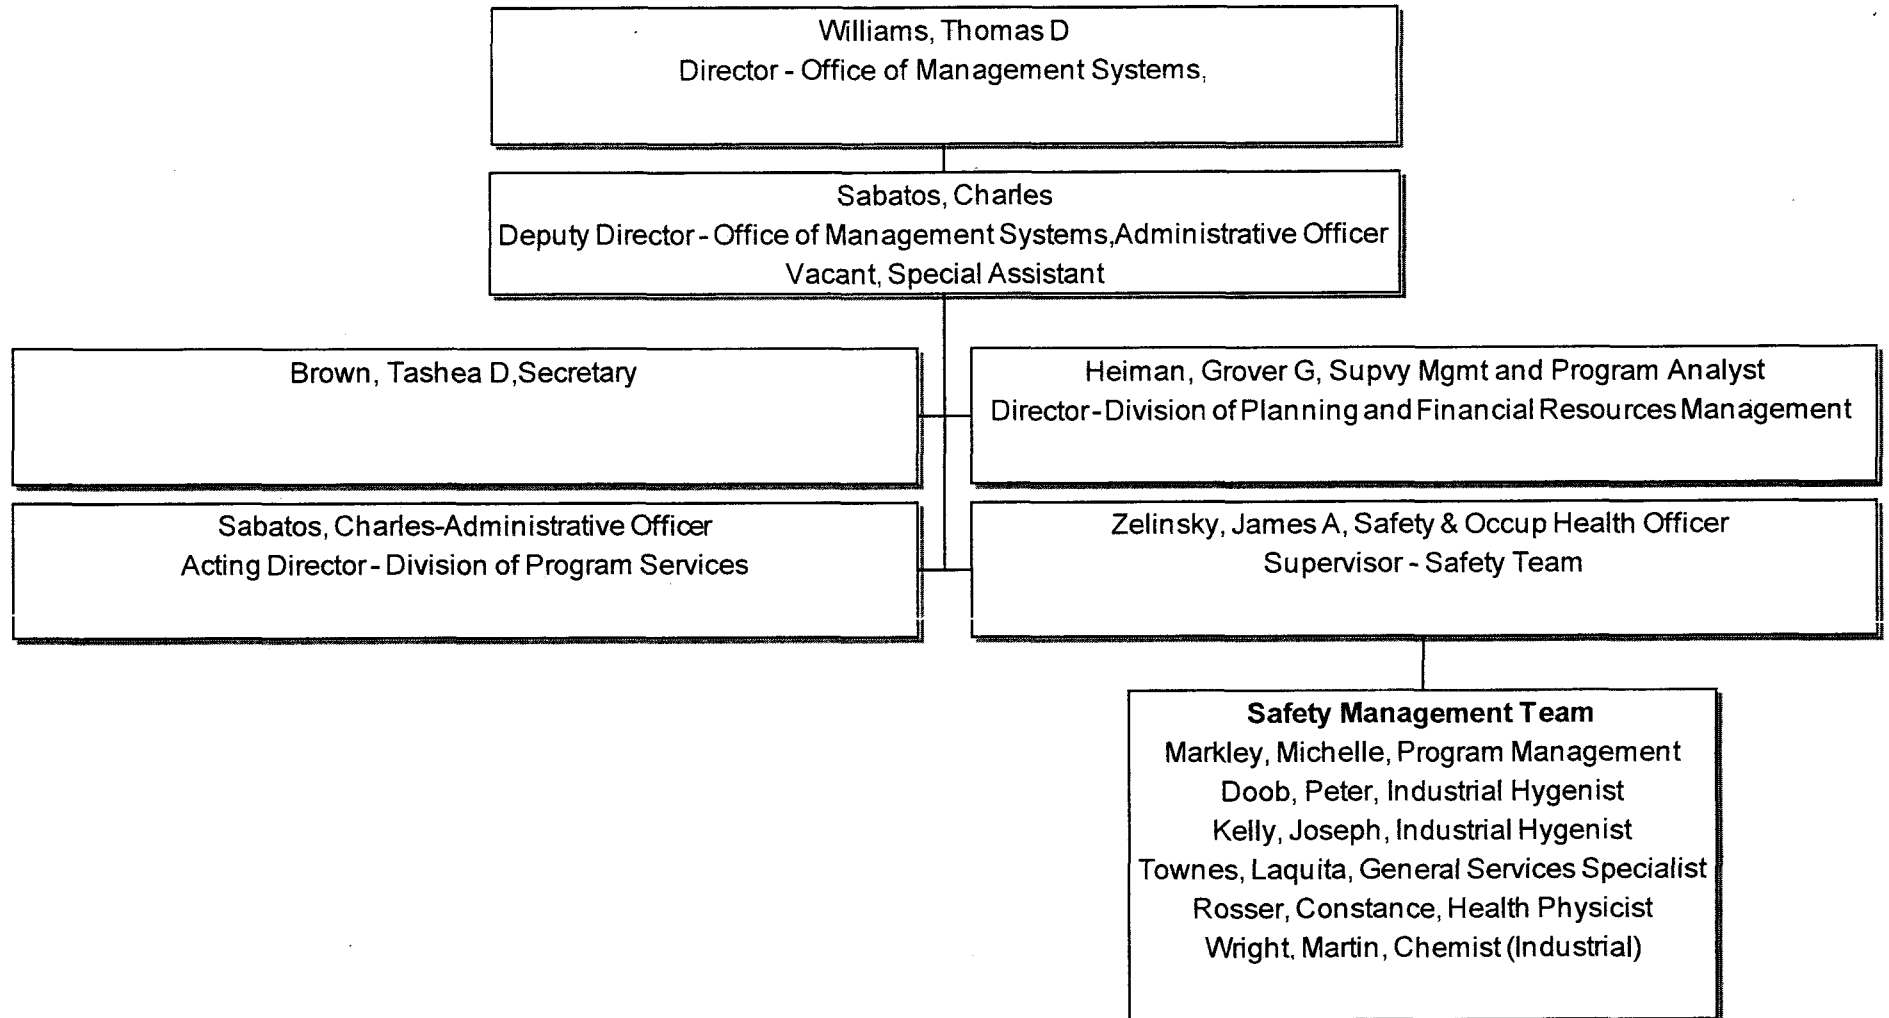 Williams, Thomas D
Director - Office of Management Systems,
Sabatos, Charles
Deputy Director - Office of Management Systems,Administrative Officer
Vacant, Special Assistant
Brown, Tashea D,Secretary
Heiman, Grover G, Supvy Mgmt and Program Analyst
Director - Division of Planning and Financial Resources Management
Sabatos, Charles-Administrative Officer
Acting Director - Division of Program Services
Zelinsky, James A, Safety & Occup Health Officer
Supervisor - Safety Team
Safety Management Team
Markley, Michelle, Program Management
Doob, Peter, Industrial Hygenist
Kelly, Joseph, Industrial Hygenist
Townes, Laquita, General Services Specialist
Rosser, Constance, Health Physicist
Wright, Martin, Chemist (Industrial)